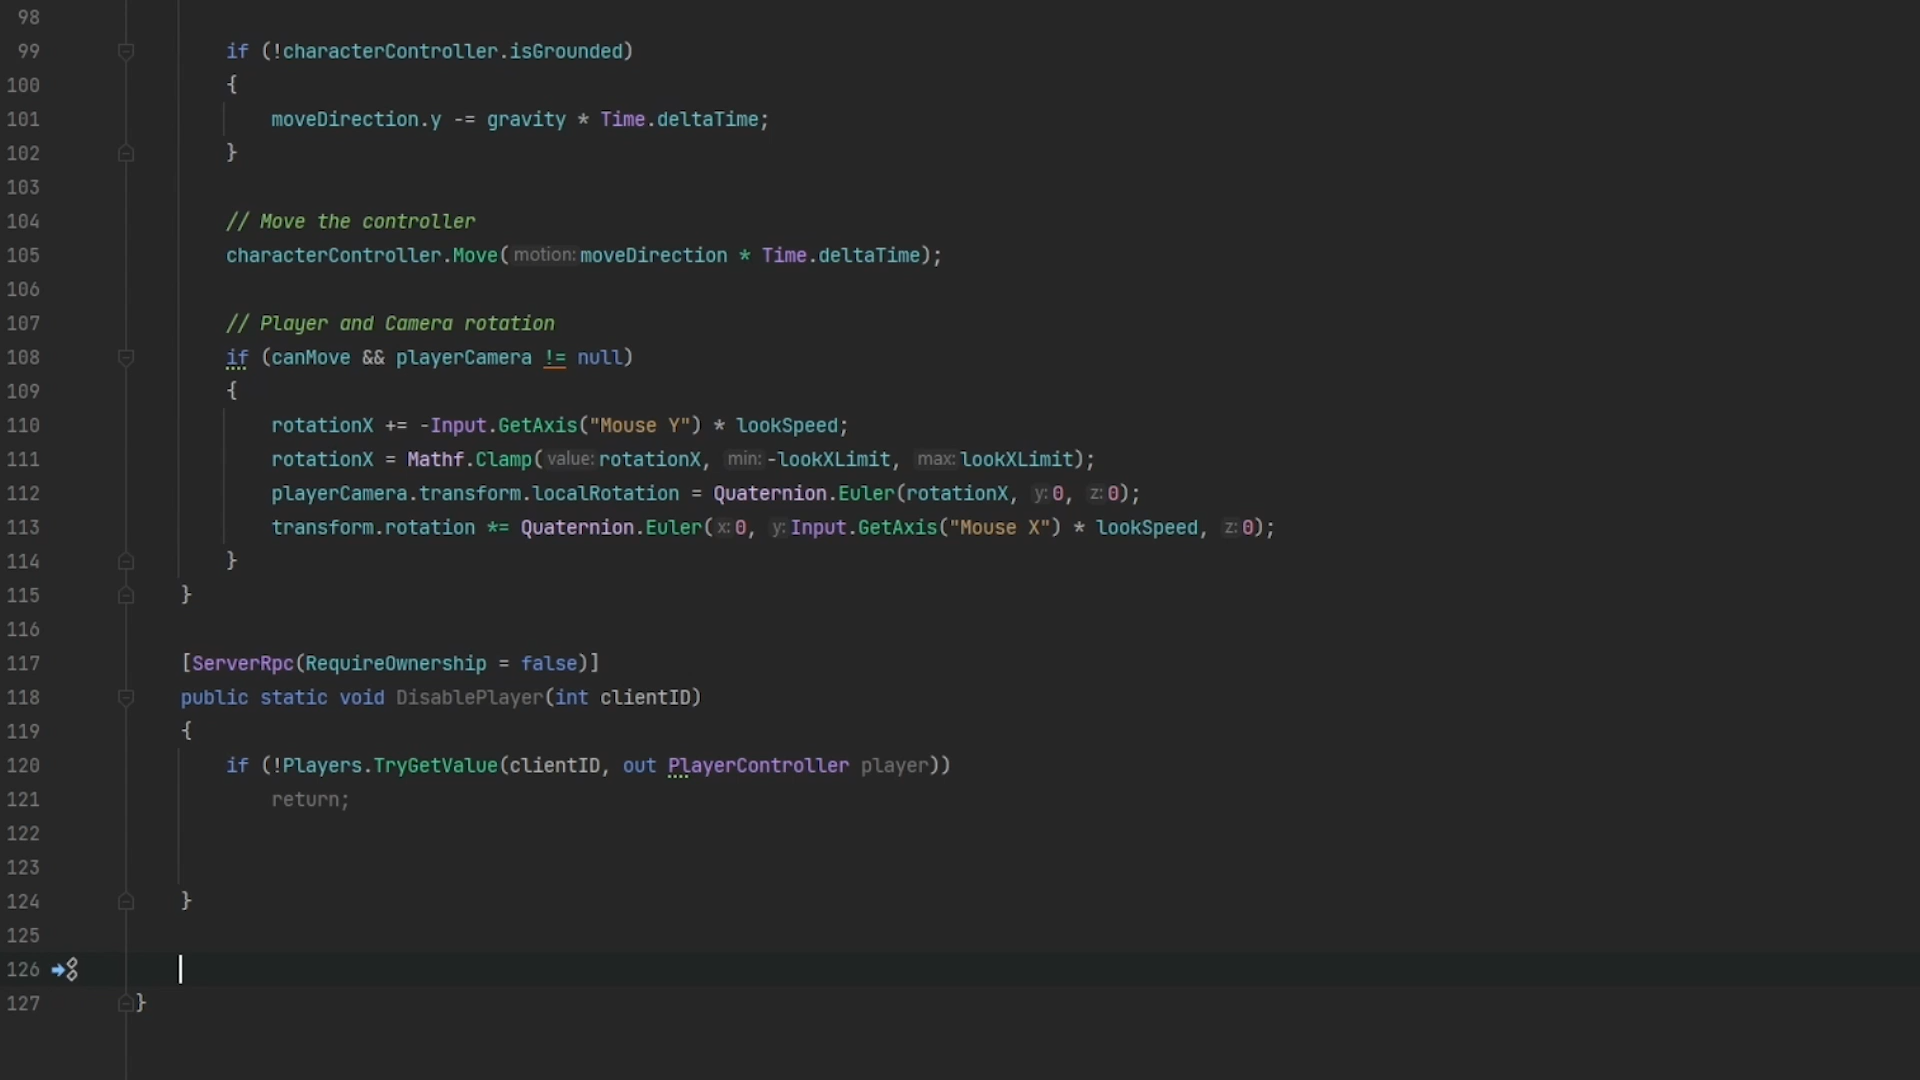 98
99 if (!characterController.isGrounded)
100 {
101 moveDirection.y -= gravity * Time.deltaTime;
102 }
103
104 // Move the controller
105 characterController.Move(motion:moveDirection * Time.deltaTime);
106
107 // Player and Camera rotation
108 if (canMove && playerCamera != null)
109 {
110 rotationX += -Input.GetAxis("Mouse Y") * lookSpeed;
111 rotationX = Mathf.Clamp(value:rotationX, min:-lookXLimit, max:lookXLimit);
112 playerCamera.transform.localRotation = Quaternion.Euler(rotationX, y:0, z:0);
113 transform.rotation *= Quaternion.Euler(x:0, y:Input.GetAxis("Mouse X") * lookSpeed, z:0);
114 }
115 }
116
117 [ServerRpc(RequireOwnership = false)]
118 public static void DisablePlayer(int clientID)
119 {
120 if (!Players.TryGetValue(clientID, out PlayerController player))
121 return;
122
123
124 }
125
126
127 }